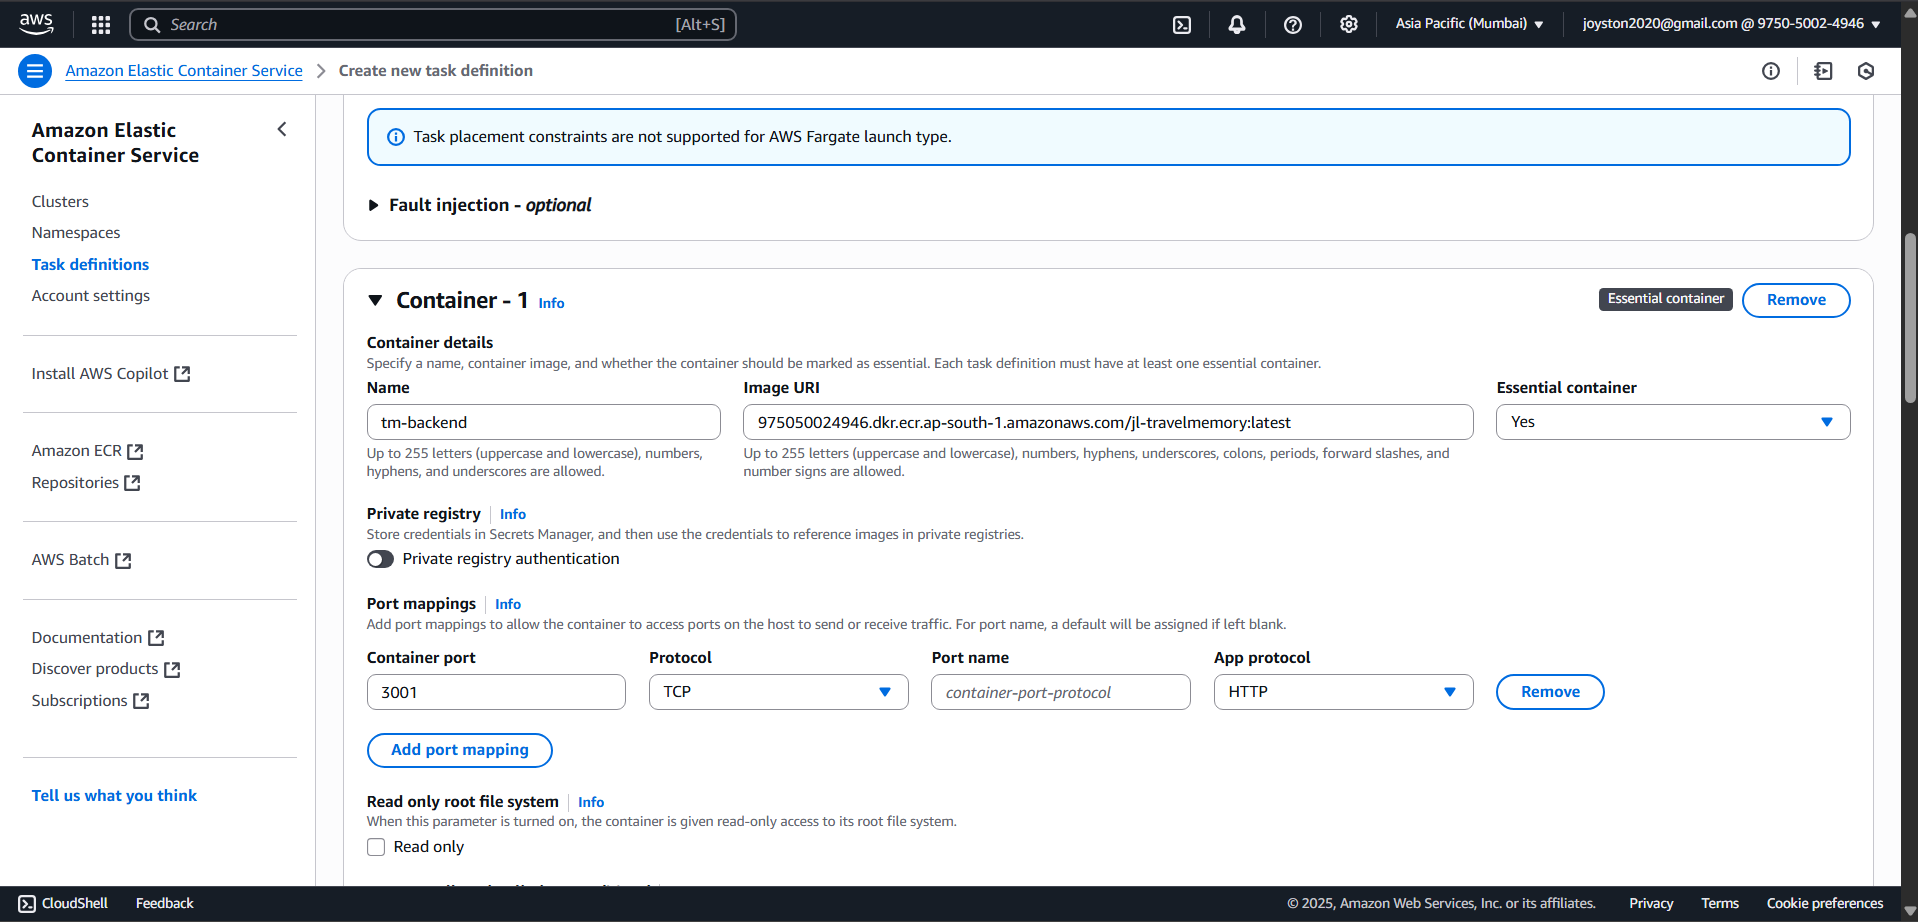 aws
Search
[Alt+S]
Asia Pacific (Mumbai)
joyston2020@gmail.com @ 9750-5002-4946
Amazon Elastic Container Service
Create new task definition
Amazon Elastic
Container Service
Clusters
Namespaces
Task definitions
Account settings
Install AWS Copilot
Amazon ECR
Repositories
AWS Batch
Documentation
Discover products
Subscriptions
Tell us what you think
Task placement constraints are not supported for AWS Fargate launch type.
Fault injection - optional
Container - 1 Info
Essential container
Remove
Container details
Specify a name, container image, and whether the container should be marked as essential. Each task definition must have at least one essential container.
Name
Image URI
Essential container
tm-backend
975050024946.dkr.ecr.ap-south-1.amazonaws.com/jl-travelmemory:latest
Yes
Up to 255 letters (uppercase and lowercase), numbers,
hyphens, and underscores are allowed.
Up to 255 letters (uppercase and lowercase), numbers, hyphens, underscores, colons, periods, forward slashes, and
number signs are allowed.
Private registry Info
Store credentials in Secrets Manager, and then use the credentials to reference images in private registries.
Private registry authentication
Port mappings Info
Add port mappings to allow the container to access ports on the host to send or receive traffic. For port name, a default will be assigned if left blank.
Container port
Protocol
Port name
App protocol
3001
TCP
container-port-protocol
HTTP
Remove
Add port mapping
Read only root file system Info
When this parameter is turned on, the container is given read-only access to its root file system.
Read only
CloudShell
Feedback
© 2025, Amazon Web Services, Inc. or its affiliates.
Privacy
Terms
Cookie preferences